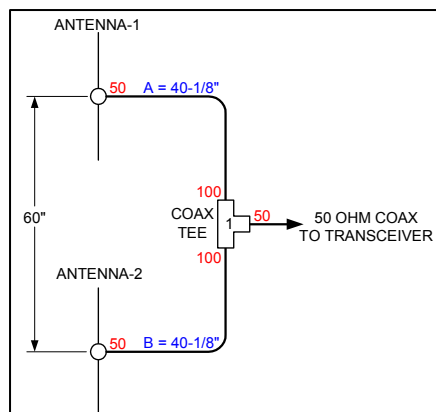 ANTENNA-1
50
A = 40-1/8"
100
COAX
TEE
1
50
50 OHM COAX
TO TRANSCEIVER
60"
100
ANTENNA-2
50
B = 40-1/8"